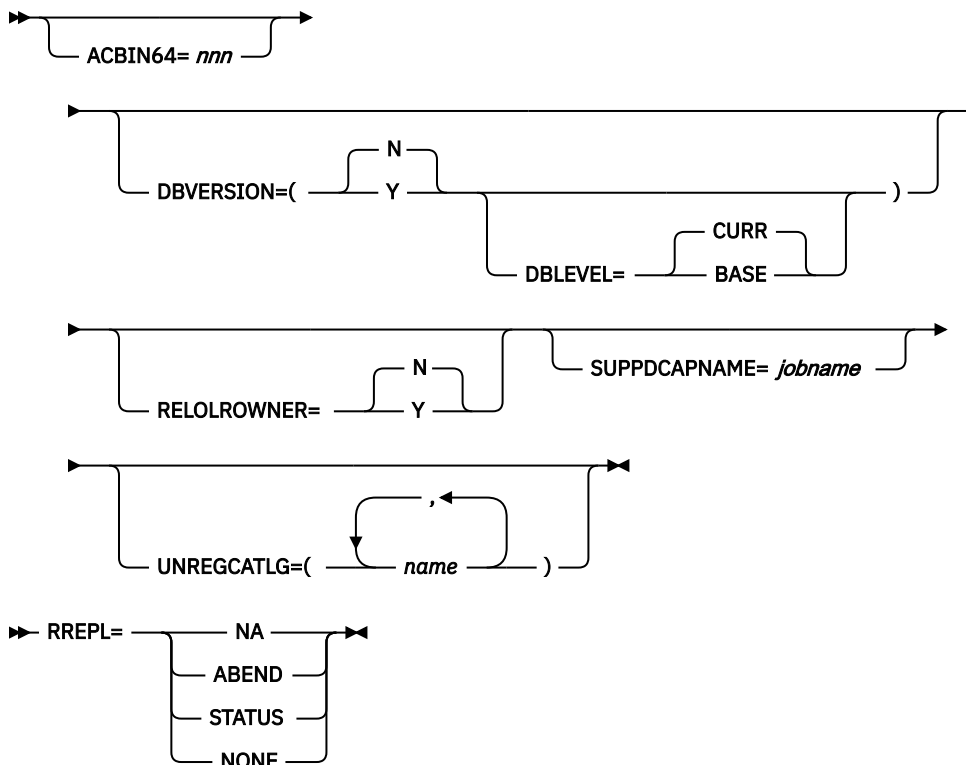 ACBIN64= nnn
N
DBVERSION=( Y )
CURR
DBLEVEL= BASE
N
RELOLROWNER= Y
SUPPDCAPNAME= jobname
,
UNREGCATLG=( name )
RREPL= NA
ABEND
STATUS
NONE